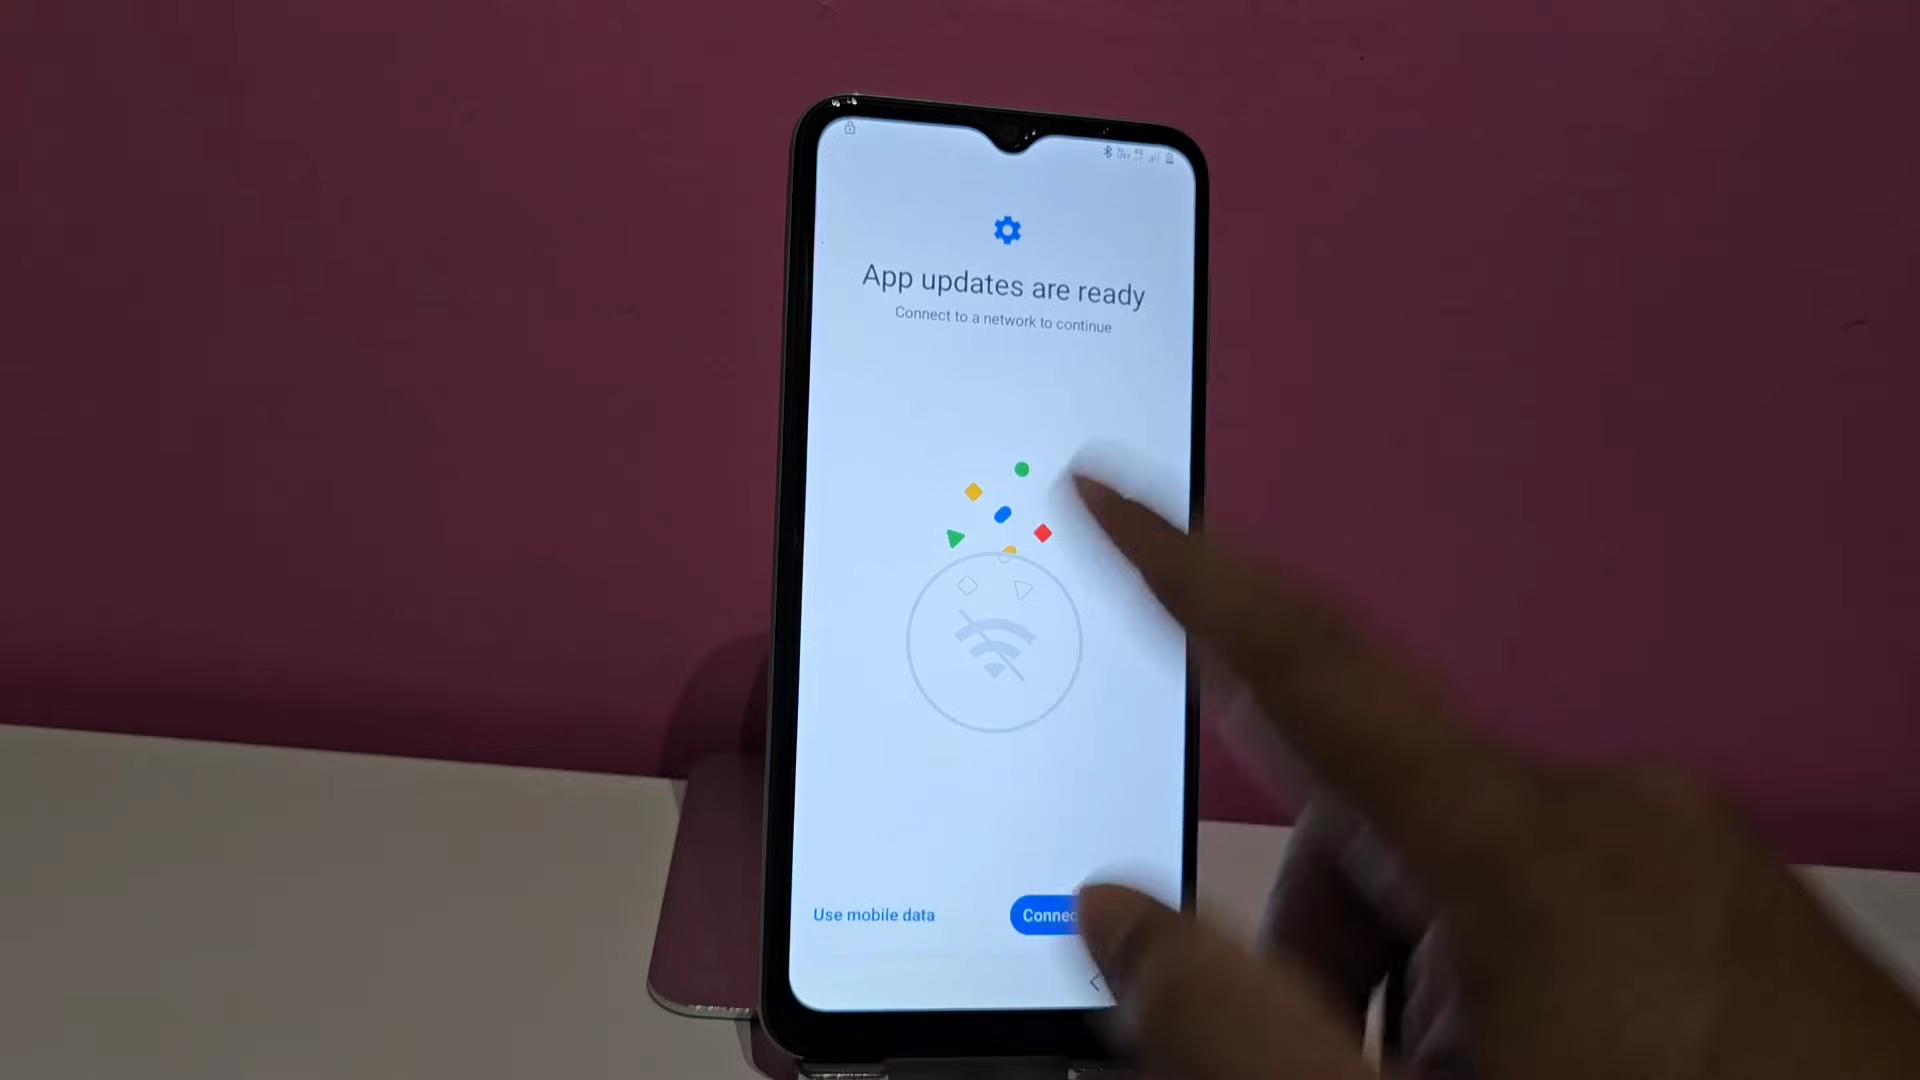 App updates are ready
Connect to a network to continue
Use mobile data
Connec